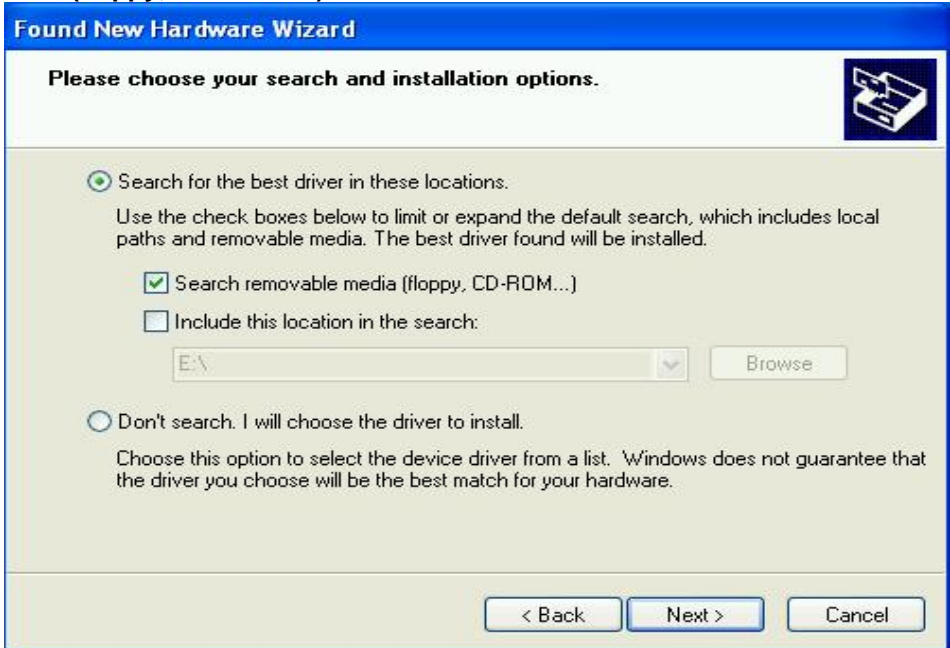 Found New Hardware Wizard
Please choose your search and installation options.
Search for the best driver in these locations.
Use the check boxes below to limit or expand the default search, which includes local
paths and removable media. The best driver found will be installed.
Search removable media (floppy, CD-ROM...)
Include this location in the search:
E:\
Browse
Don't search. I will choose the driver to install.
Choose this option to select the device driver from a list. Windows does not guarantee that
the driver you choose will be the best match for your hardware.
< Back
Next >
Cancel